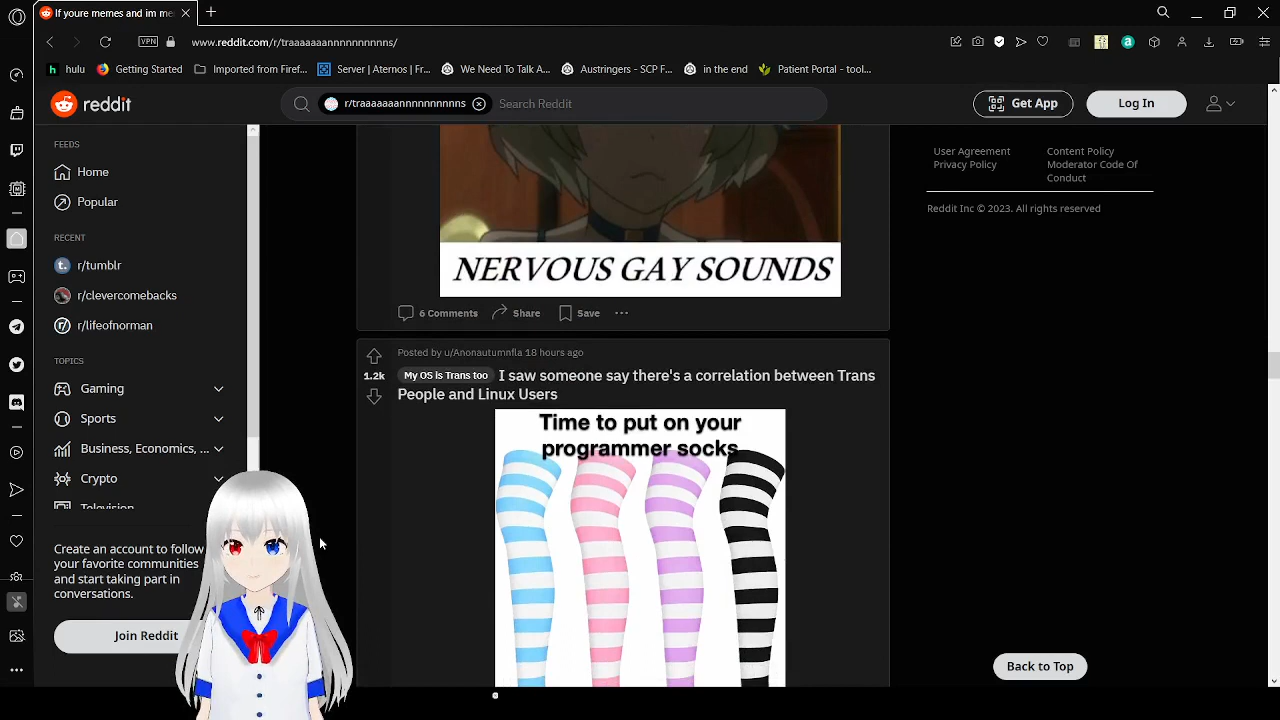 If youre memes and im me
www.reddit.com/r/traaaaaaannnnnnnnnns/
VPN
hulu
Getting Started
Imported from Firef...
Server | Aternos | Fr...
We Need To Talk A...
Austringers - SCP F...
in the end
Patient Portal - tool...
reddit
r/traaaaaaannnnnnnnnns
Search Reddit
Get App
Log In
FEEDS
Home
Popular
RECENT
r/tumblr
r/clevercomebacks
r/lifeofnorman
TOPICS
Gaming
Sports
Business, Economics, ...
Crypto
Television
Create an account to follow
your favorite communities
and start taking part in
conversations.
Join Reddit
NERVOUS GAY SOUNDS
6 Comments
Share
Save
Posted by u/Anonautumnfla 18 hours ago
1.2k
My OS is Trans too I saw someone say there's a correlation between Trans
People and Linux Users
Time to put on your
programmer socks
User Agreement
Privacy Policy
Content Policy
Moderator Code Of
Conduct
Reddit Inc © 2023. All rights reserved
Back to Top